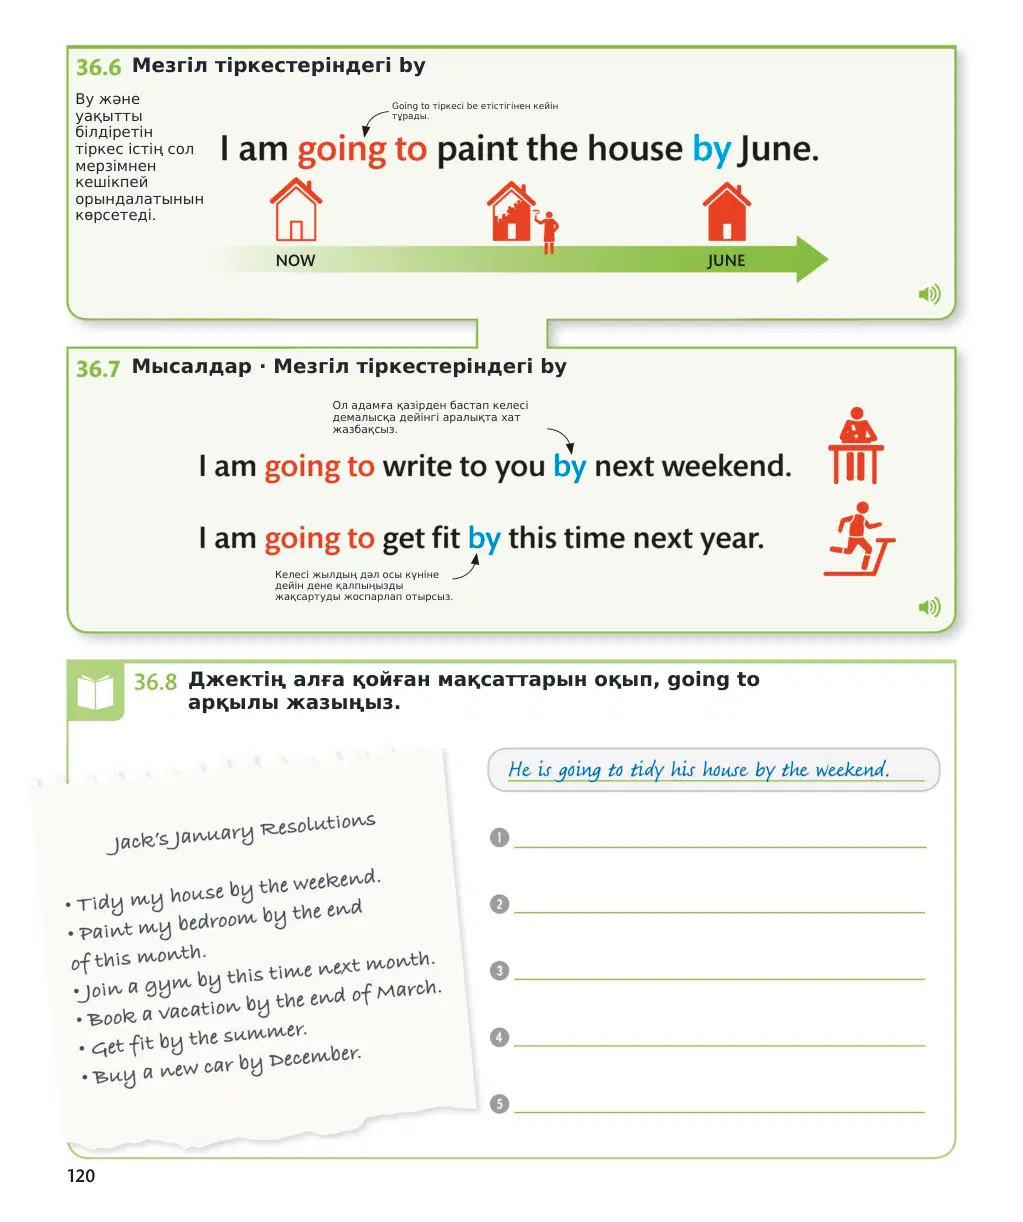 36.6 Мезгіл тіркестеріндегі by
By және
уақытты
білдіретін
тіркес істің сол
мерзімнен
кешікпей
орындалатынын
көрсетеді.
Going to тіркесі be етістігінен кейін
тұрады.
I am going to paint the house by June.
NOW
JUNE
36.7 Мысалдар · Мезгіл тіркестеріндегі by
Ол адамға қазірден бастап келесі
демалысқа дейінгі аралықта хат
жазбақсыз.
I am going to write to you by next weekend.
I am going to get fit by this time next year.
Келесі жылдың дәл осы күніне
дейін дене қалпыңызды
жақсартуды жоспарлап отырсыз.
36.8 Джектің алға қойған мақсаттарын оқып, going to
арқылы жазыңыз.
Jack's January Resolutions
• Tidy my house by the weekend.
• Paint my bedroom by the end
of this month.
• Join a gym by this time next month.
• Book a vacation by the end of March.
• Get fit by the summer.
• Buy a new car by December.
He is going to tidy his house by the weekend.
1
2
3
4
5
120